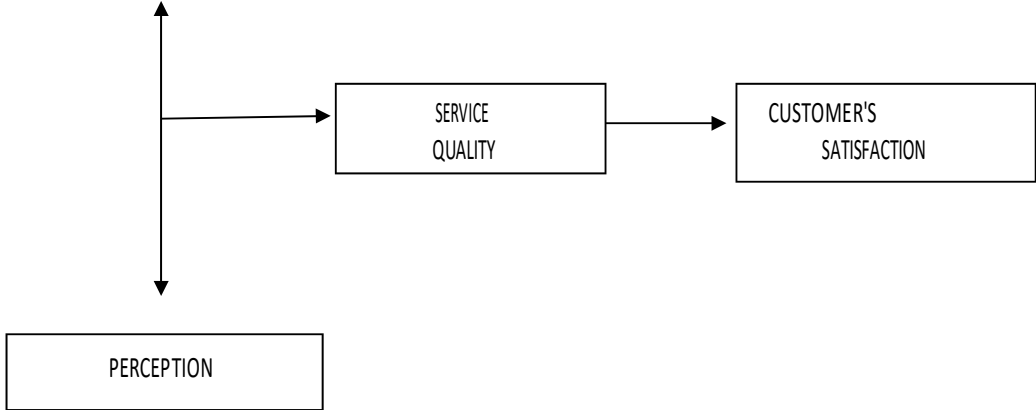 SERVICE
QUALITY
CUSTOMER'S
SATISFACTION
PERCEPTION